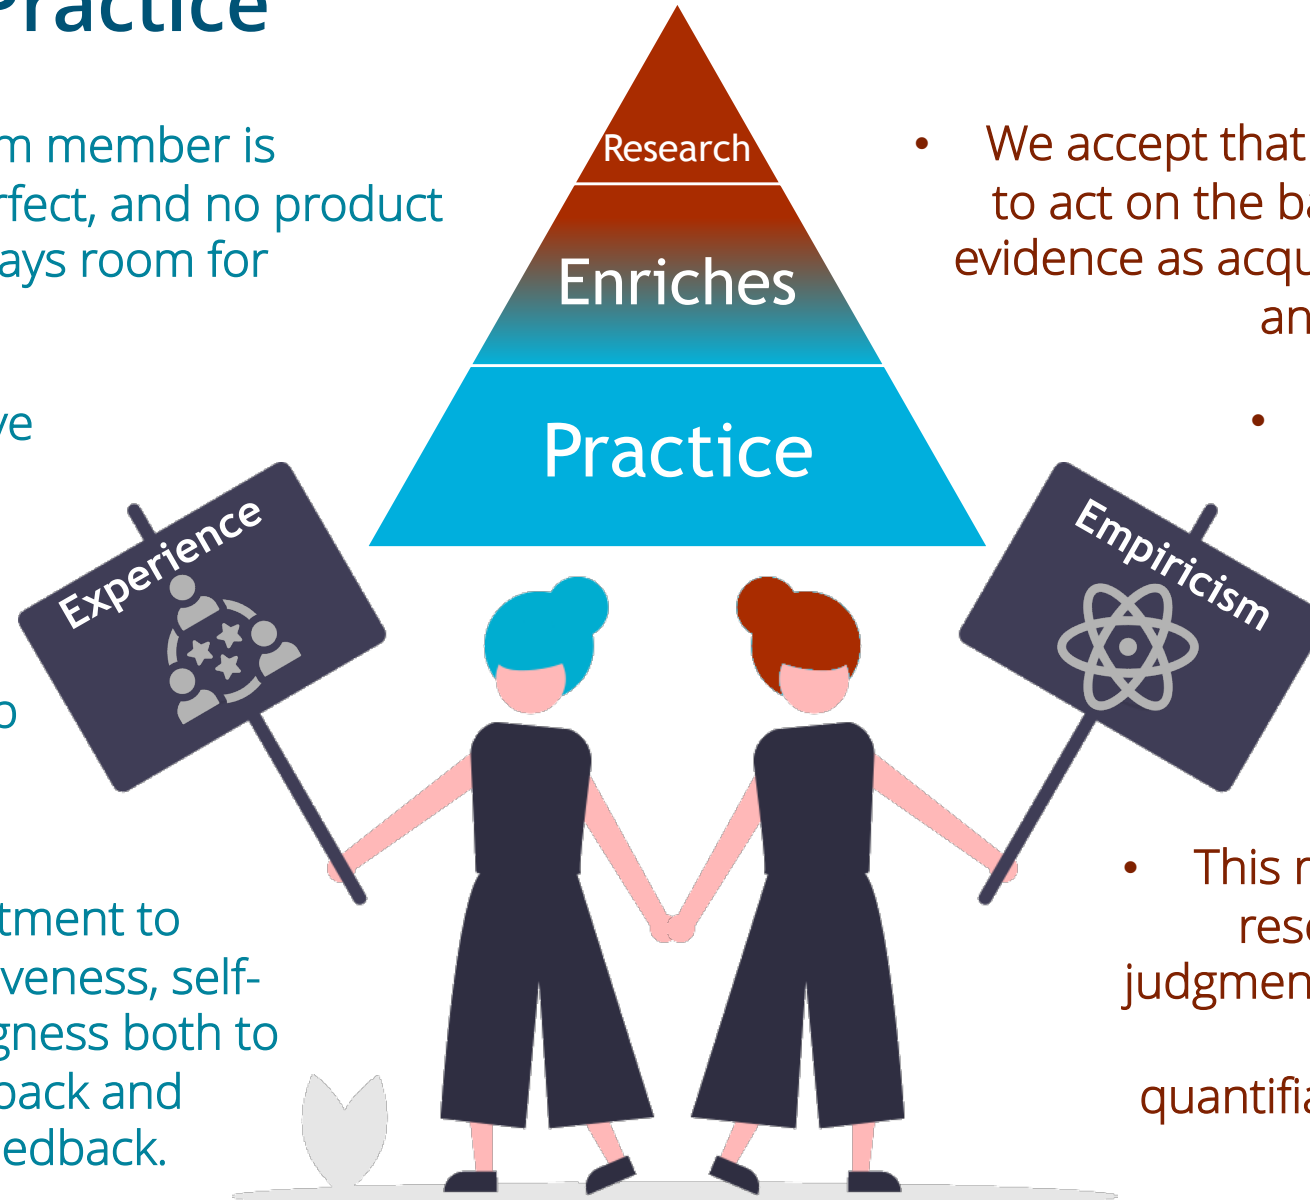 Practice
m member is
rfect, and no product
ays room for
ve
o
tment to
iveness, self-
gness both to
back and
edback.
Research
Enriches
Practice
Experience
Empiricism
• We accept that
to act on the ba
evidence as acqu
an
•
• This r
rese
judgmen
quantifia